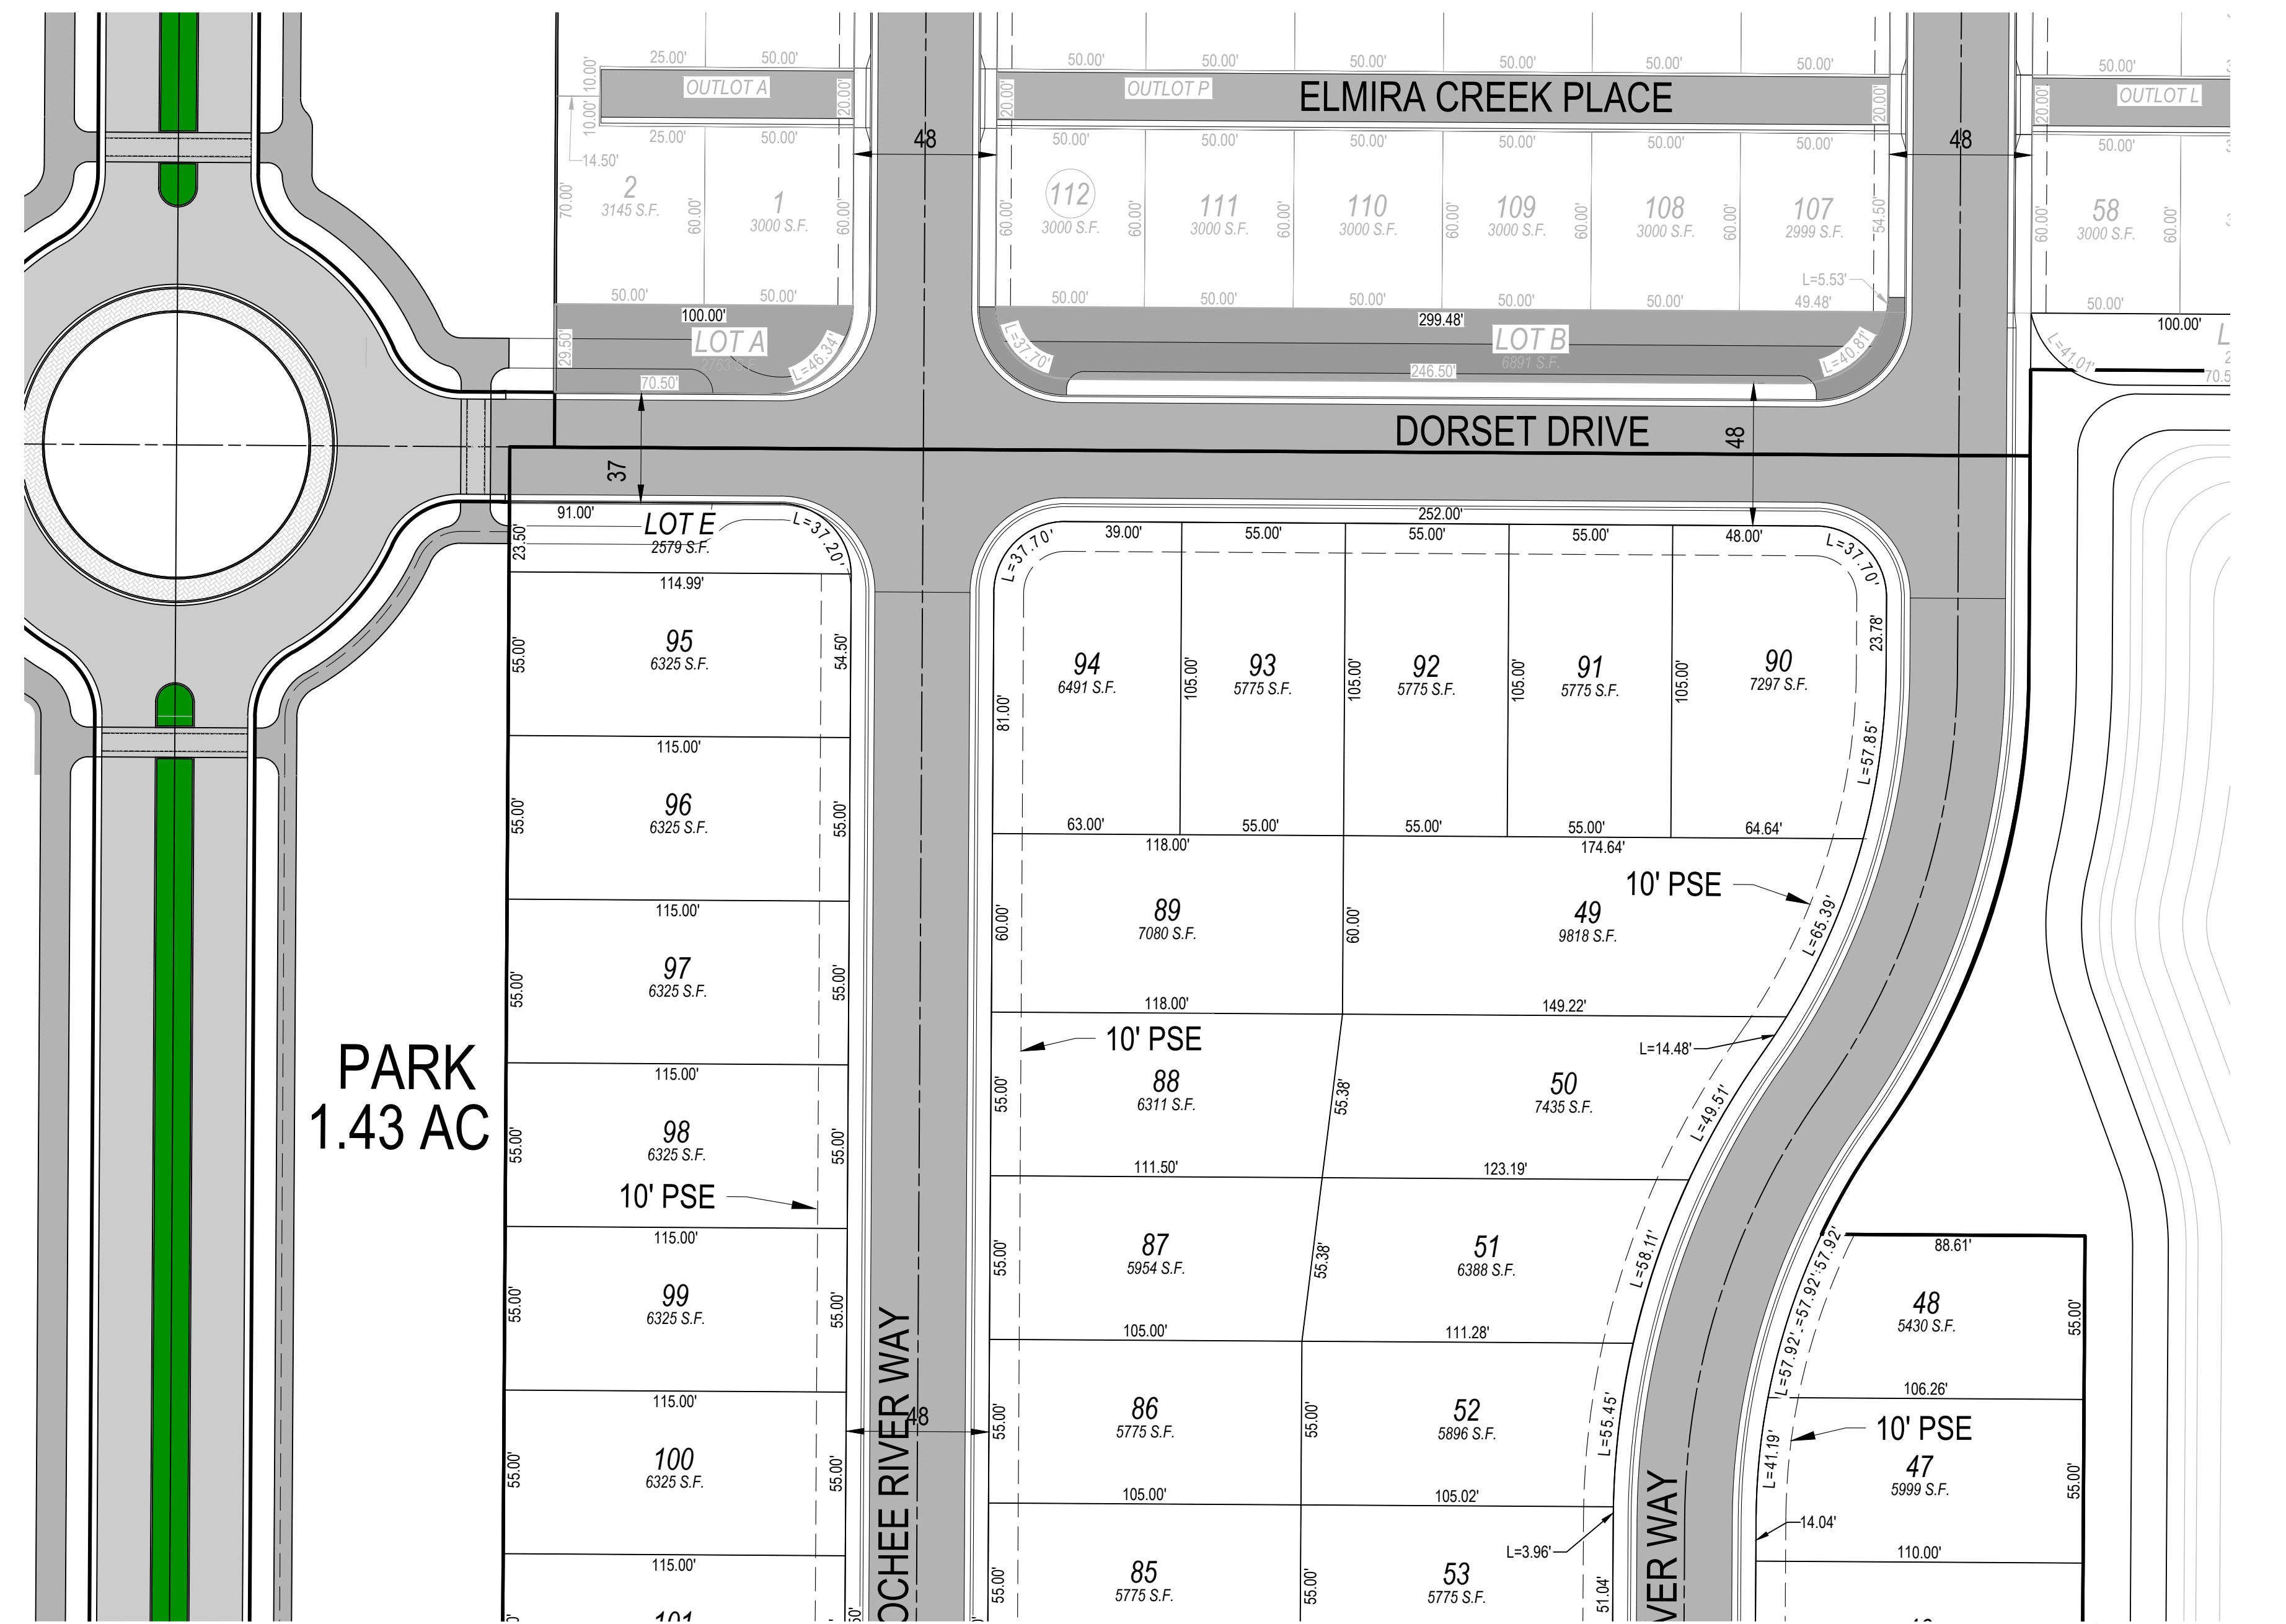 25.00'
50.00'
50.00'
50.00'
50.00'
50.00'
50.00'
50.00'
50.00'
10.00'
10.00'
OUTLOT A
20.00'
20.00'
OUTLOT P
ELMIRA CREEK PLACE
20.00'
20.00'
OUTLOT L
14.50'
25.00'
50.00'
48
50.00'
50.00'
50.00'
50.00'
50.00'
50.00'
48
50.00'
70.00'
2
3145 S.F.
60.00'
1
3000 S.F.
60.00'
60.00'
112
3000 S.F.
60.00'
111
3000 S.F.
60.00'
110
3000 S.F.
60.00'
109
3000 S.F.
60.00'
108
3000 S.F.
60.00'
107
2999 S.F.
54.50'
60.00'
58
3000 S.F.
60.00'
L=5.53'
50.00'
50.00'
50.00'
50.00'
50.00'
50.00'
50.00'
49.48'
50.00'
100.00'
299.48'
100.00'
29.50'
LOT A
2763 S.F.
L=46.34'
L=37.70'
LOT B
6891 S.F.
L=40.81'
L=41.01'
70.50'
246.50'
70.5
37
DORSET DRIVE
48
91.00'
23.50'
LOT E
2579 S.F.
L=37.20'
252.00'
L=37.70'
39.00'
55.00'
55.00'
55.00'
48.00'
L=37.70'
114.99'
55.00'
95
6325 S.F.
54.50'
81.00'
94
6491 S.F.
105.00'
93
5775 S.F.
105.00'
92
5775 S.F.
105.00'
91
5775 S.F.
105.00'
90
7297 S.F.
23.78'
L=57.85'
115.00'
55.00'
96
6325 S.F.
55.00'
63.00'
55.00'
55.00'
55.00'
64.64'
118.00'
174.64'
10' PSE
115.00'
60.00'
89
7080 S.F.
60.00'
49
9818 S.F.
L=65.39'
55.00'
97
6325 S.F.
55.00'
118.00'
149.22'
PARK
1.43 AC
10' PSE
L=14.48'
115.00'
55.00'
88
6311 S.F.
55.38'
50
7435 S.F.
L=49.51'
55.00'
98
6325 S.F.
55.00'
111.50'
123.19'
10' PSE
115.00'
55.00'
87
5954 S.F.
55.38'
51
6388 S.F.
L=58.11'
L=57.92'
88.61'
55.00'
99
6325 S.F.
55.00'
48
5430 S.F.
55.00'
105.00'
111.28'
115.00'
OCHEE RIVER WAY
48
55.00'
86
5775 S.F.
55.00'
52
5896 S.F.
L=55.45'
106.26'
10' PSE
L=41.19'
47
5999 S.F.
55.00'
55.00'
100
6325 S.F.
55.00'
105.00'
105.02'
115.00'
L=3.96'
14.04'
110.00'
55.00'
85
5775 S.F.
55.00'
53
5775 S.F.
51.04'
VER WAY
101